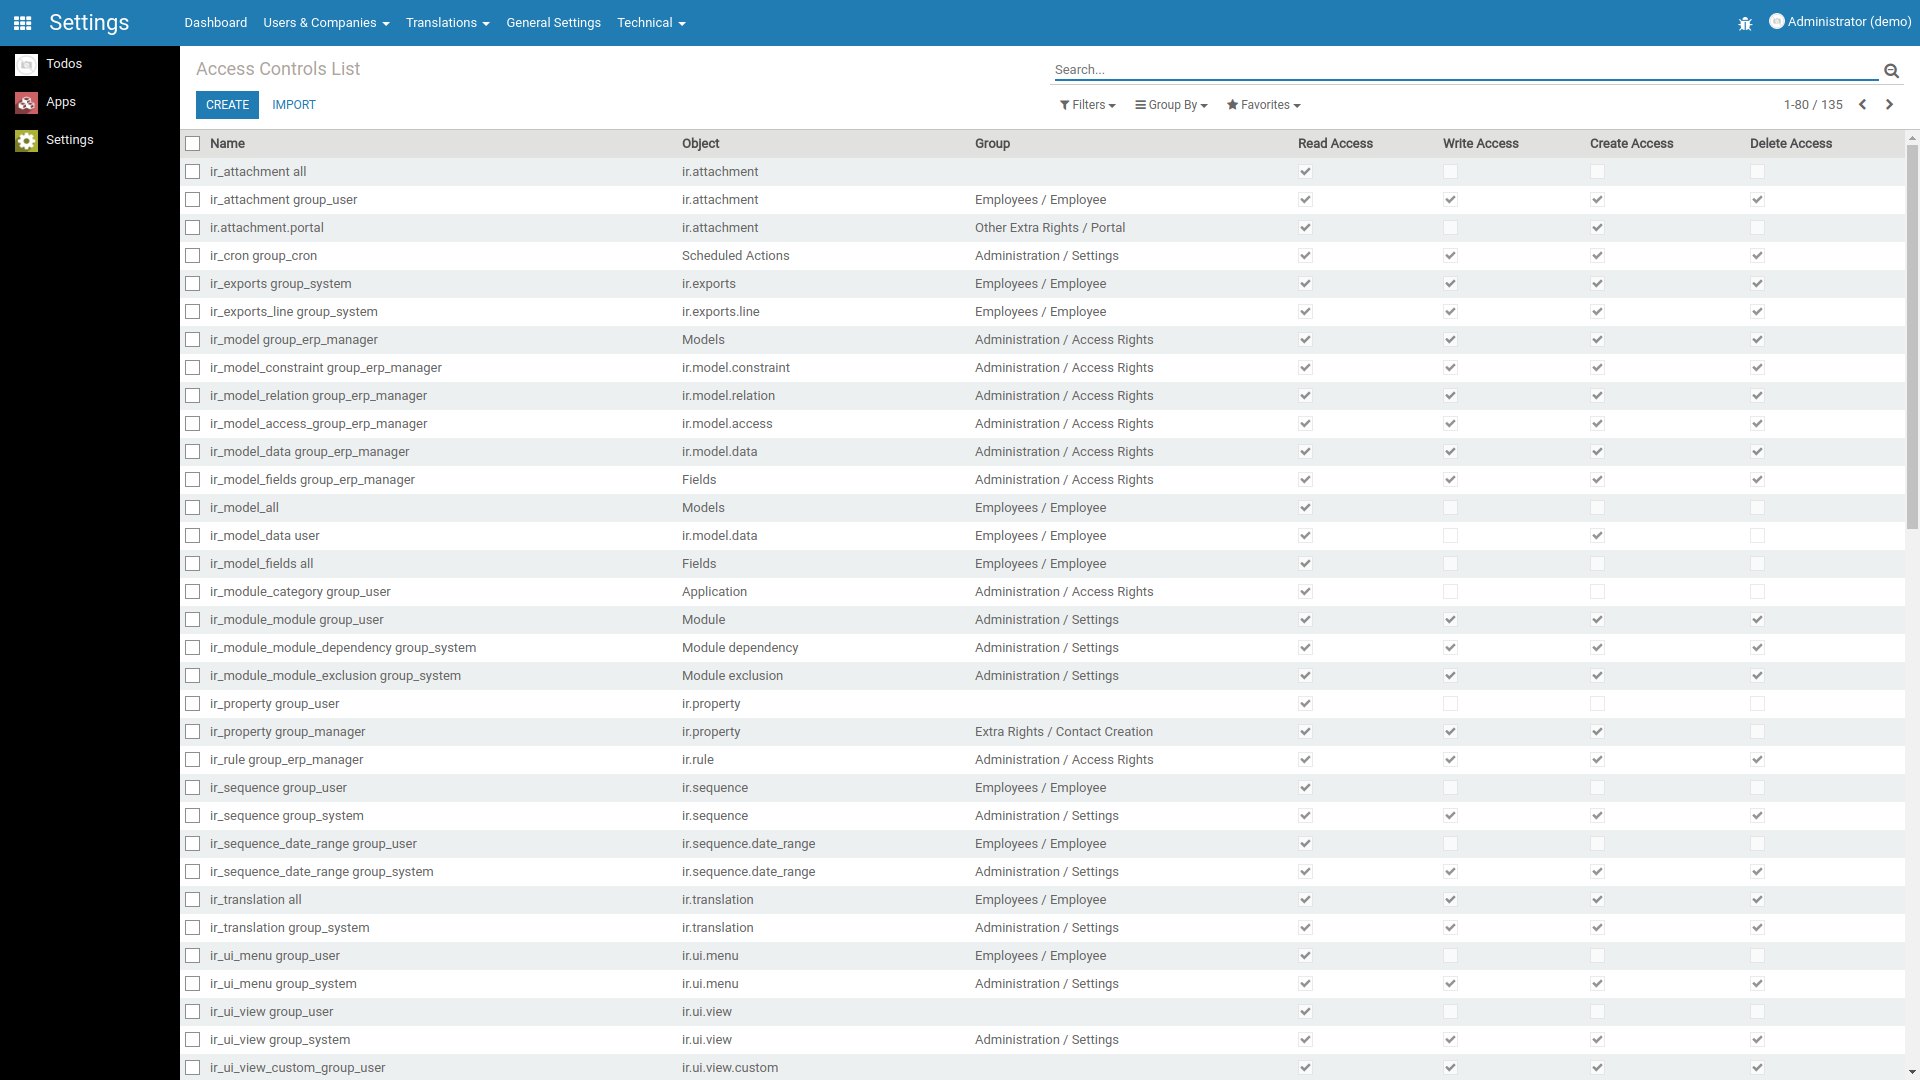 Settings
Dashboard Users & Companies Translations General Settings Technical
Administrator (demo)
Todos
Apps
Settings
Access Controls List
Search...
CREATE IMPORT
Filters Group By Favorites
1-80 / 135
Name Object Group Read Access Write Access Create Access Delete Access
ir_attachment all ir.attachment
ir_attachment group_user ir.attachment Employees / Employee
ir.attachment.portal ir.attachment Other Extra Rights / Portal
ir_cron group_cron Scheduled Actions Administration / Settings
ir_exports group_system ir.exports Employees / Employee
ir_exports_line group_system ir.exports.line Employees / Employee
ir_model group_erp_manager Models Administration / Access Rights
ir_model_constraint group_erp_manager ir.model.constraint Administration / Access Rights
ir_model_relation group_erp_manager ir.model.relation Administration / Access Rights
ir_model_access_group_erp_manager ir.model.access Administration / Access Rights
ir_model_data group_erp_manager ir.model.data Administration / Access Rights
ir_model_fields group_erp_manager Fields Administration / Access Rights
ir_model_all Models Employees / Employee
ir_model_data user ir.model.data Employees / Employee
ir_model_fields all Fields Employees / Employee
ir_module_category group_user Application Administration / Access Rights
ir_module_module group_user Module Administration / Settings
ir_module_module_dependency group_system Module dependency Administration / Settings
ir_module_module_exclusion group_system Module exclusion Administration / Settings
ir_property group_user ir.property
ir_property group_manager ir.property Extra Rights / Contact Creation
ir_rule group_erp_manager ir.rule Administration / Access Rights
ir_sequence group_user ir.sequence Employees / Employee
ir_sequence group_system ir.sequence Administration / Settings
ir_sequence_date_range group_user ir.sequence.date_range Employees / Employee
ir_sequence_date_range group_system ir.sequence.date_range Administration / Settings
ir_translation all ir.translation Employees / Employee
ir_translation group_system ir.translation Administration / Settings
ir_ui_menu group_user ir.ui.menu Employees / Employee
ir_ui_menu group_system ir.ui.menu Administration / Settings
ir_ui_view group_user ir.ui.view
ir_ui_view group_system ir.ui.view Administration / Settings
ir_ui_view_custom_group_user ir.ui.view.custom